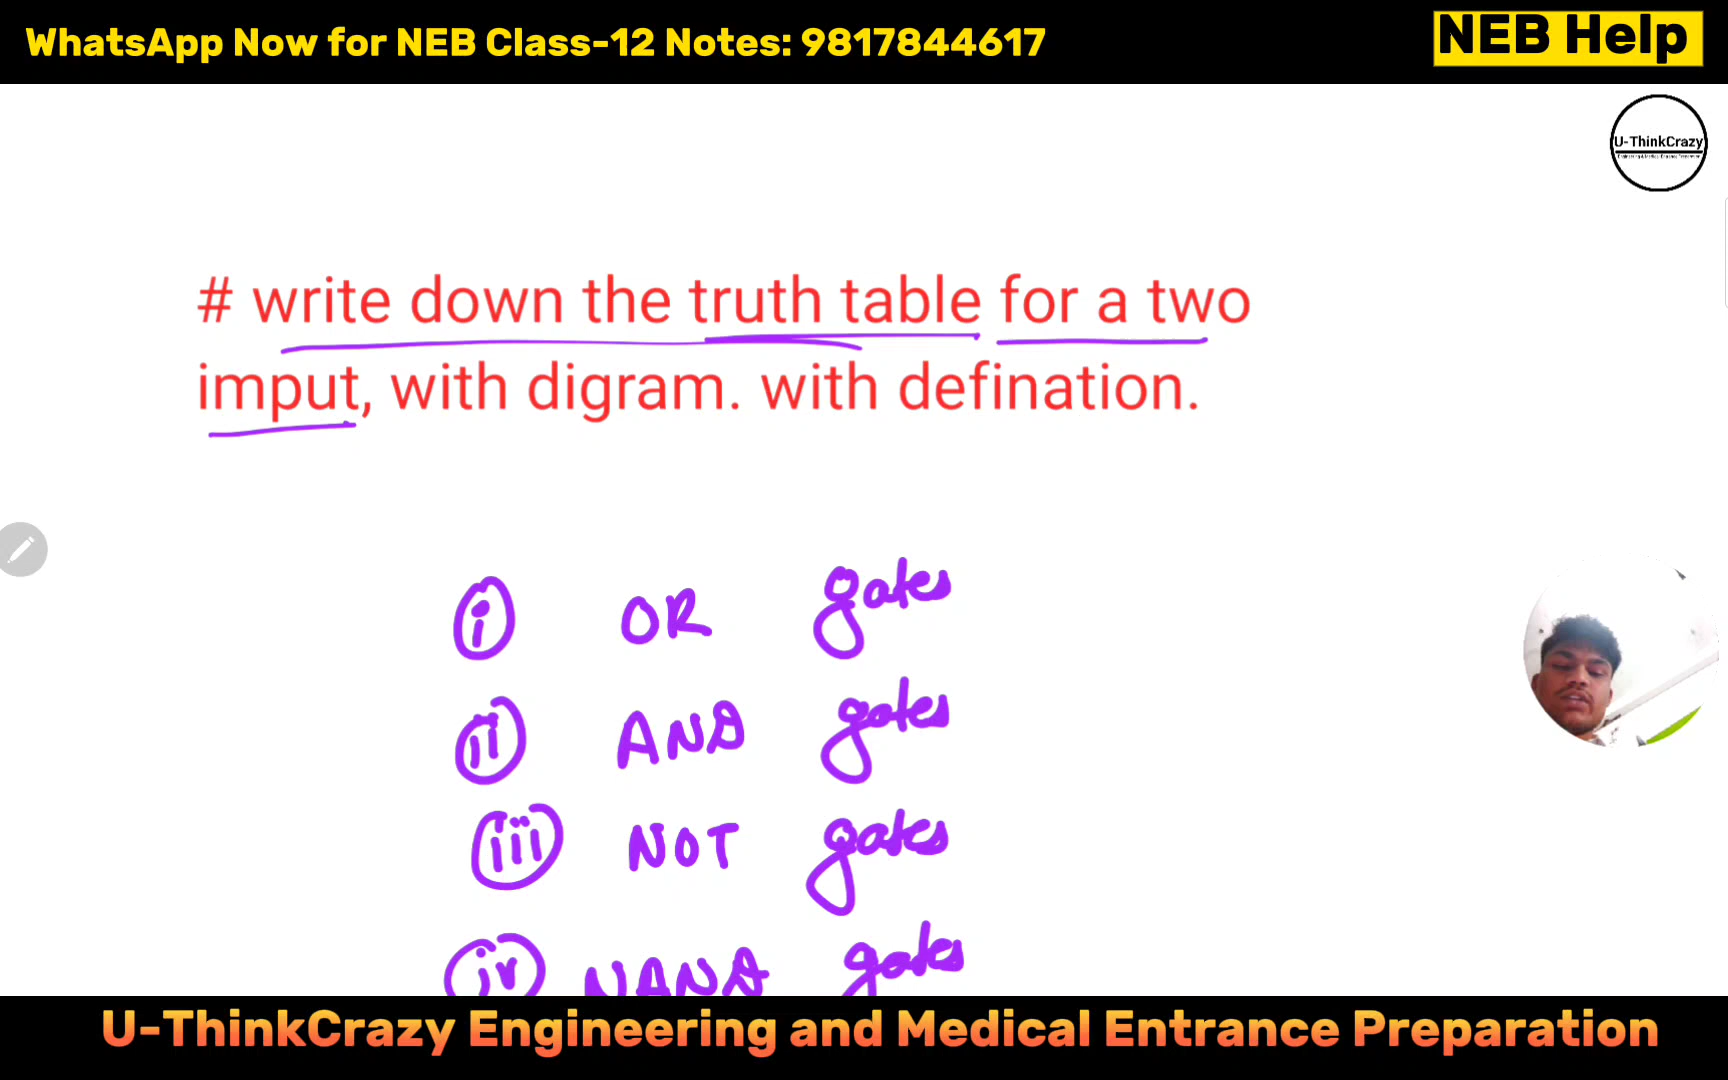 WhatsApp Now for NEB Class-12 Notes: 9817844617
NEB Help
U-ThinkCrazy
# write down the truth table for a two
imput, with digram. with defination.
i OR gates
ii AND gates
iii NOT gates
iv NAND gates
U-ThinkCrazy Engineering and Medical Entrance Preparation